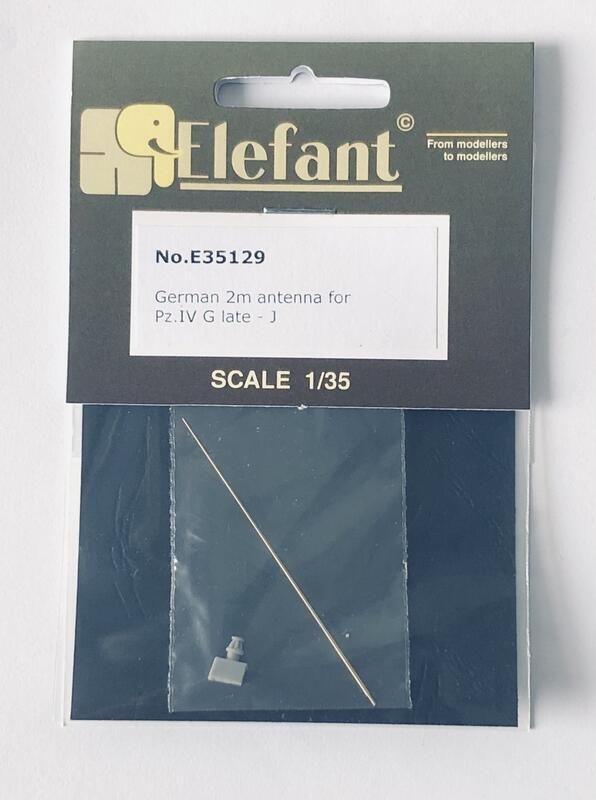 Elefant©
From modellers
to modellers
No.E35129
German 2m antenna for
Pz.IV G late - J
SCALE 1/35